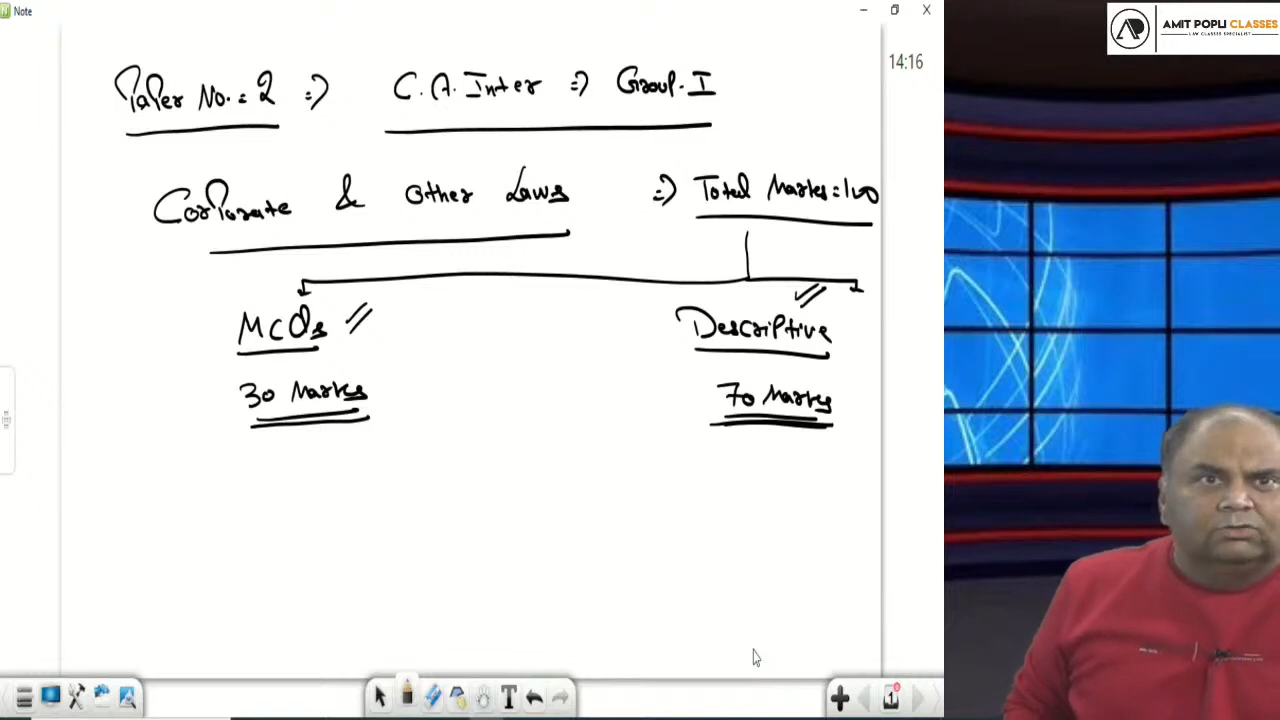 Note
AMIT POPLI CLASSES
LAW CLASSES SPECIALIST
14:16
Paper No. = 2 => C.A. Inter => Group. I
Corporate & Other Laws => Total Marks = 100
MCQs // Descriptive
30 Marks 70 Marks
T
1